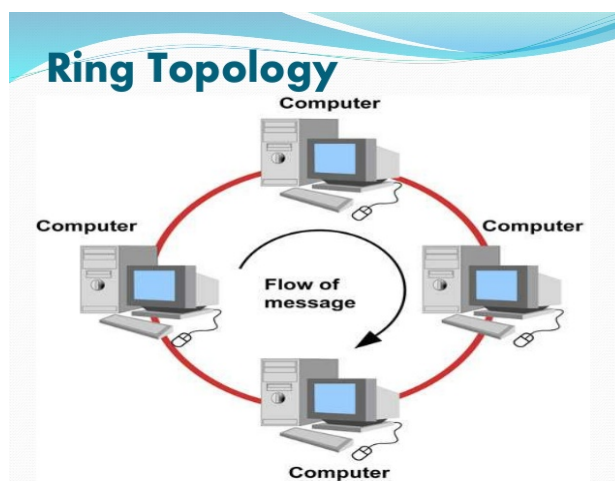 Ring Topology
Computer
Computer
Computer
Flow of
message
Computer